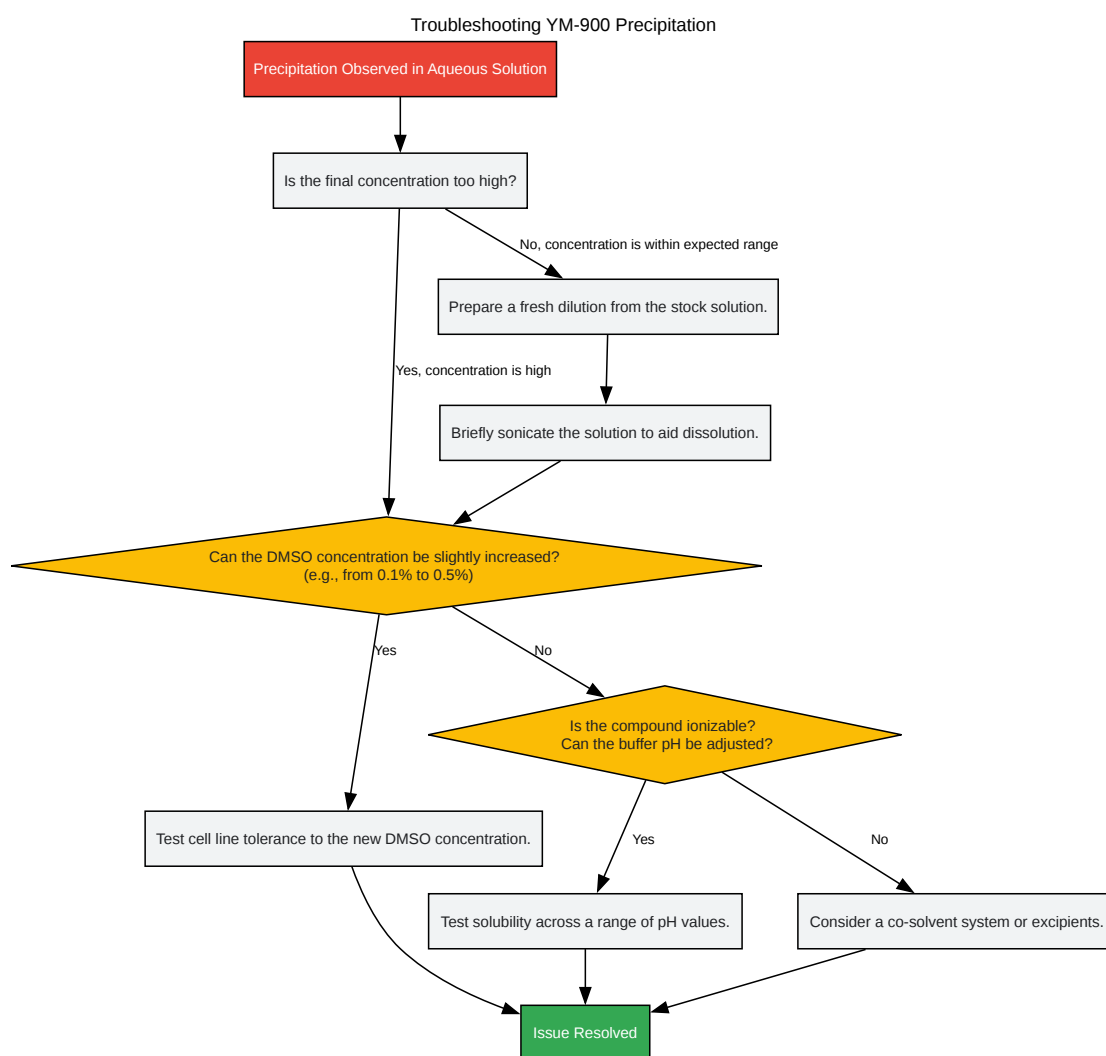 Troubleshooting YM-900 Precipitation
Precipitation Observed in Aqueous Solution
Is the final concentration too high?
No, concentration is within expected range
Prepare a fresh dilution from the stock solution.
Yes, concentration is high
Briefly sonicate the solution to aid dissolution.
Can the DMSO concentration be slightly increased?
(e.g., from 0.1% to 0.5%)
Yes
No
Is the compound ionizable?
Can the buffer pH be adjusted?
Test cell line tolerance to the new DMSO concentration.
Yes
No
Test solubility across a range of pH values.
Consider a co-solvent system or excipients.
Issue Resolved